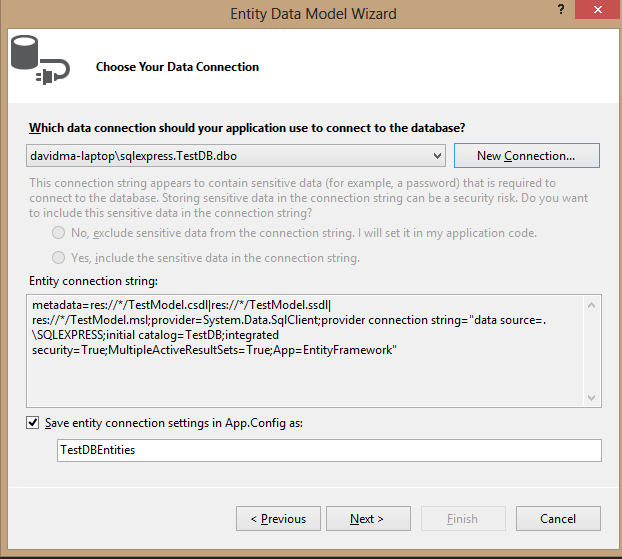 Entity Data Model Wizard
?
Choose Your Data Connection
Which data connection should your application use to connect to the database?
davidma-laptop\sqlexpress.TestDB.dbo
New Connection...
This connection string appears to contain sensitive data (for example, a password) that is required to
connect to the database. Storing sensitive data in the connection string can be a security risk. Do you want
to include this sensitive data in the connection string?
No, exclude sensitive data from the connection string. I will set it in my application code.
Yes, include the sensitive data in the connection string.
Entity connection string:
metadata=res://*/TestModel.csdl|res://*/TestModel.ssdl|
res://*/TestModel.msl;provider=System.Data.SqlClient;provider connection string="data source=.
\SQLEXPRESS;initial catalog=TestDB;integrated
security=True;MultipleActiveResultSets=True;App=EntityFramework"
Save entity connection settings in App.Config as:
TestDBEntities
< Previous
Next >
Finish
Cancel